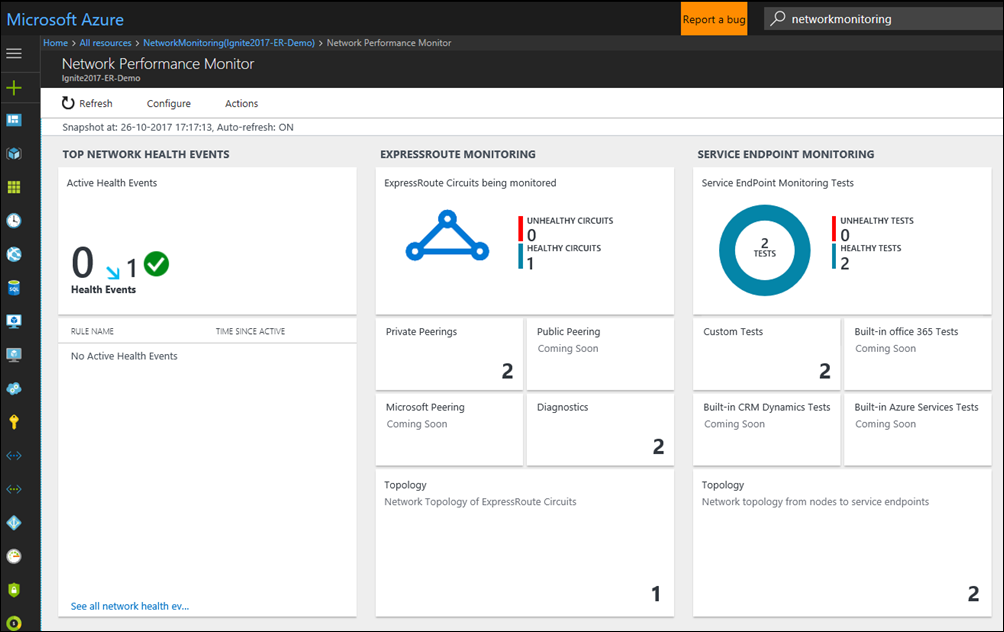 Microsoft Azure
Report a bug
networkmonitoring
Home > All resources > NetworkMonitoring(Ignite2017-ER-Demo) > Network Performance Monitor
Network Performance Monitor
Ignite2017-ER-Demo
Refresh Configure Actions
Snapshot at: 26-10-2017 17:17:13, Auto-refresh: ON
TOP NETWORK HEALTH EVENTS
Active Health Events
0 1
Health Events
RULE NAME TIME SINCE ACTIVE
No Active Health Events
See all network health ev...
EXPRESSROUTE MONITORING
ExpressRoute Circuits being monitored
UNHEALTHY CIRCUITS
0
HEALTHY CIRCUITS
1
Private Peerings
2
Public Peering
Coming Soon
Microsoft Peering
Coming Soon
Diagnostics
2
Topology
Network Topology of ExpressRoute Circuits
1
SERVICE ENDPOINT MONITORING
Service EndPoint Monitoring Tests
2
TESTS
UNHEALTHY TESTS
0
HEALTHY TESTS
2
Custom Tests
2
Built-in office 365 Tests
Coming Soon
Built-in CRM Dynamics Tests
Coming Soon
Built-in Azure Services Tests
Coming Soon
Topology
Network topology from nodes to service endpoints
2